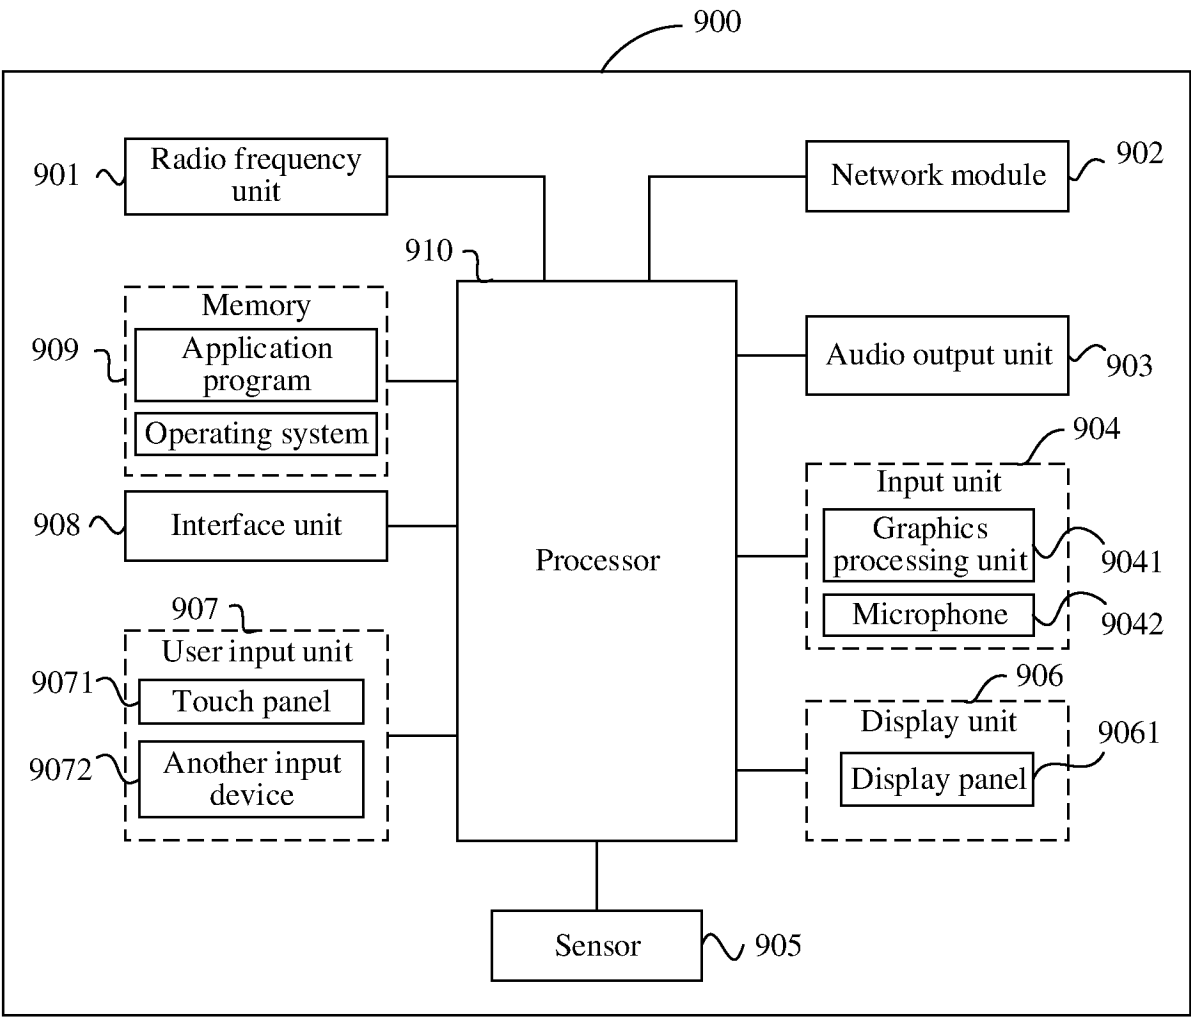 900
901
Radio frequency
unit
Network module
902
910
Memory
909
Application
program
Operating system
Audio output unit
903
904
Input unit
Graphics
processing unit
9041
Microphone
9042
908
Interface unit
Processor
907
User input unit
9071
Touch panel
9072
Another input
device
906
Display unit
9061
Display panel
Sensor
905